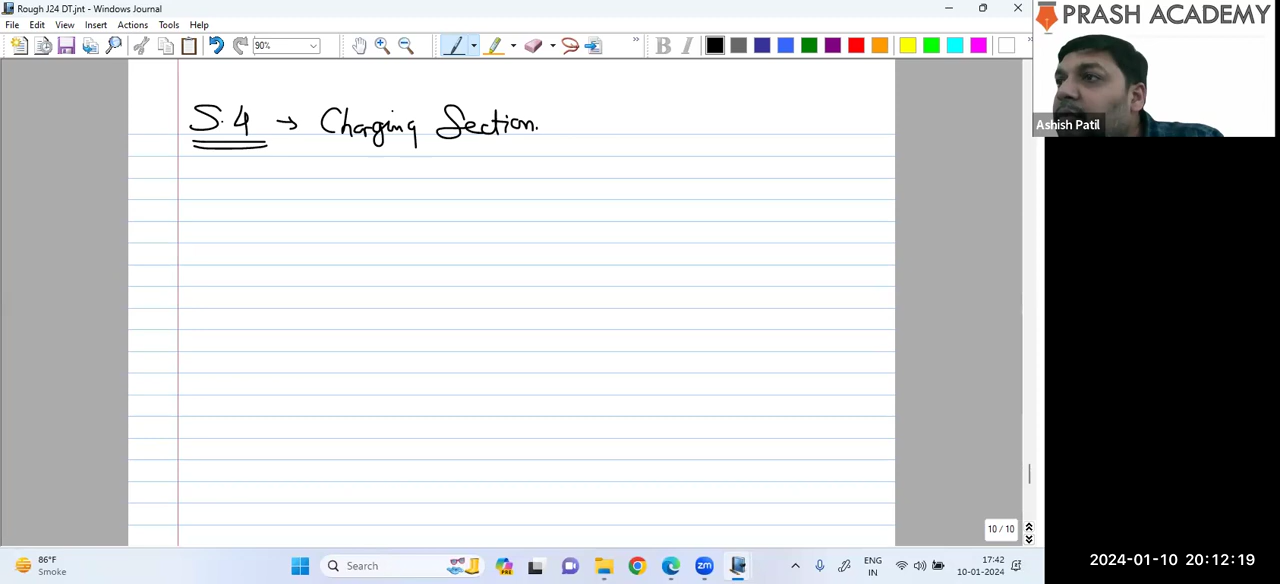 Rough J24 DT.jnt - Windows Journal
File Edit View Insert Actions Tools Help
90%
B I
PRASH ACADEMY
Ashish Patil
S.4 → Charging Section.
10 / 10
86°F
Smoke
Search
PRE
zm
ENG
IN
17:42
10-01-2024
2024-01-10 20:12:19